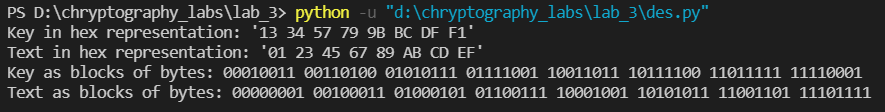 PS D:\chryptography_labs\lab_3> python -u "d:\chryptography_labs\lab_3\des.py"
Key in hex representation: '13 34 57 79 9B BC DF F1'
Text in hex representation: '01 23 45 67 89 AB CD EF'
Key as blocks of bytes: 00010011 00110100 01010111 01111001 10011011 10111100 11011111 11110001
Text as blocks of bytes: 00000001 00100011 01000101 01100111 10001001 10101011 11001101 11101111